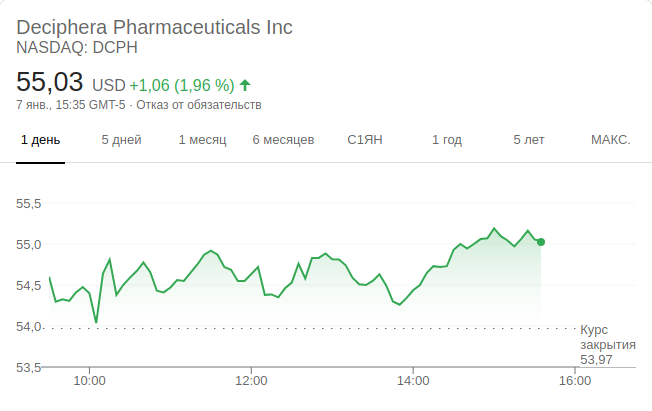 Deciphera Pharmaceuticals Inc
NASDAQ: DCPH
55,03 USD +1,06 (1,96 %)
7 янв., 15:35 GMT-5 · Отказ от обязательств
1 день 5 дней 1 месяц 6 месяцев С1ЯН 1 год 5 лет МАКС.
55,5
55,0
54,5
54,0
Курс
закрытия
53,97
53,5
10:00 12:00 14:00 16:00